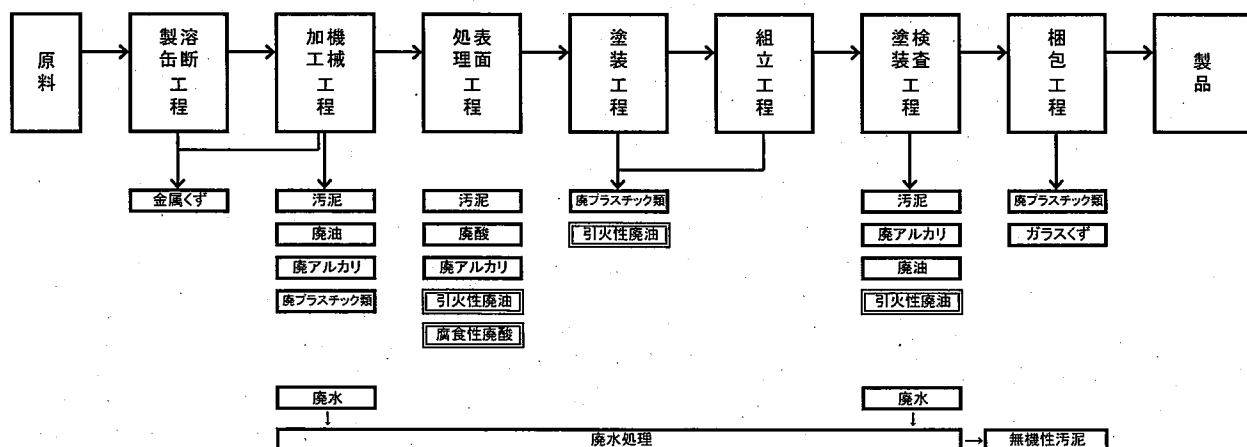 原料
溶断
製缶
工程
機械
加工
工程
表面
処理
工程
塗装工程
組立工程
検査
塗装
工程
梱包工程
製品
金属くず
汚泥
廃油
廃アルカリ
廃プラスチック類
汚泥
廃酸
廃アルカリ
引火性廃油
腐食性廃酸
廃プラスチック類
引火性廃油
汚泥
廃アルカリ
廃油
引火性廃油
廃プラスチック類
ガラスくず
廃水
廃水
廃水処理
無機性汚泥